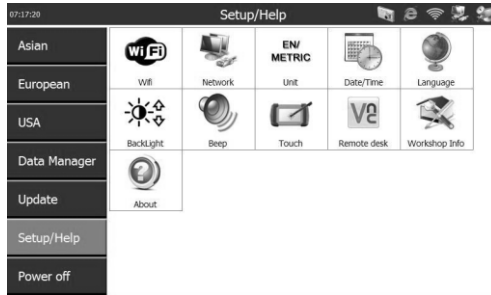 07:17:20
Setup/Help
Asian
European
USA
Data Manager
Update
Setup/Help
Power off
WiFi
Wifi
Network
EN/
METRIC
Unit
Date/Time
Language
BackLight
Beep
Touch
VNC
Remote desk
Workshop Info
?
About